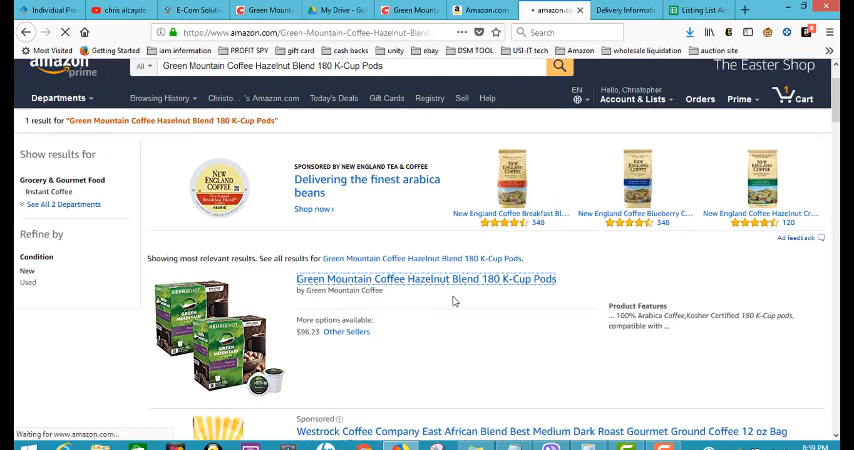 Individual Pro
chris alcayde
E-Com Solution
Green Mount
My Drive - Go
Green Mount
Amazon.com
amazon.co
Delivery Informati
Listing List An
https://www.amazon.com/Green-Mountain-Coffee-Hazelnut-Blend
Search
Most Visited
Getting Started
iam information
PROFIT SPY
gift card
cash backs
unity
ebay
DSM TOOL
USI-IT tech
Amazon
wholesale liquidation
auction site
amazon
prime
All
Green Mountain Coffee Hazelnut Blend 180 K-Cup Pods
The Easter Shop
Departments
Browsing History
Christo...'s Amazon.com
Today's Deals
Gift Cards
Registry
Sell
Help
EN
Hello, Christopher
Account & Lists
Orders
Prime
1
Cart
1 result for "Green Mountain Coffee Hazelnut Blend 180 K-Cup Pods"
Show results for
Grocery & Gourmet Food
Instant Coffee
See All 2 Departments
Refine by
Condition
New
Used
NEW ENGLAND COFFEE
SPONSORED BY NEW ENGLAND TEA & COFFEE
Delivering the finest arabica
beans
Shop now ›
New England Coffee Breakfast Bl...
348
New England Coffee Blueberry C...
348
New England Coffee Hazelnut Cr...
120
Ad feedback
Showing most relevant results. See all results for Green Mountain Coffee Hazelnut Blend 180 K-Cup Pods.
Green Mountain Coffee Hazelnut Blend 180 K-Cup Pods
by Green Mountain Coffee
More options available:
$96.23 Other Sellers
Product Features
... 100% Arabica Coffee,Kosher Certified 180 K-Cup pods,
compatible with ...
Sponsored
Westrock Coffee Company East African Blend Best Medium Dark Roast Gourmet Ground Coffee 12 oz Bag
Waiting for www.amazon.com...
8:59 PM